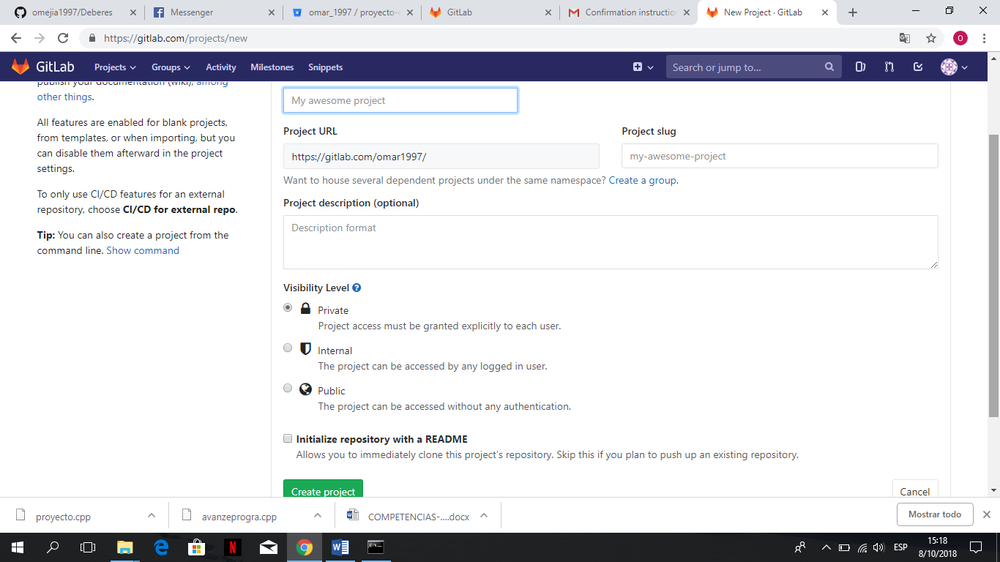 omejia1997/Deberes
Messenger
omar_1997 / proyecto-
GitLab
Confirmation instructio
New Project · GitLab
https://gitlab.com/projects/new
O
GitLab
Projects
Groups
Activity
Milestones
Snippets
Search or jump to...
publish your documentation (wiki), among
other things.
All features are enabled for blank projects,
from templates, or when importing, but you
can disable them afterward in the project
settings.
To only use CI/CD features for an external
repository, choose CI/CD for external repo.
Tip: You can also create a project from the
command line. Show command
My awesome project
Project URL
Project slug
https://gitlab.com/omar1997/
my-awesome-project
Want to house several dependent projects under the same namespace? Create a group.
Project description (optional)
Description format
Visibility Level
Private
Project access must be granted explicitly to each user.
Internal
The project can be accessed by any logged in user.
Public
The project can be accessed without any authentication.
Initialize repository with a README
Allows you to immediately clone this project's repository. Skip this if you plan to push up an existing repository.
Create project
Cancel
proyecto.cpp
avanzeprogra.cpp
COMPETENCIAS-....docx
Mostrar todo
ESP
15:18
8/10/2018